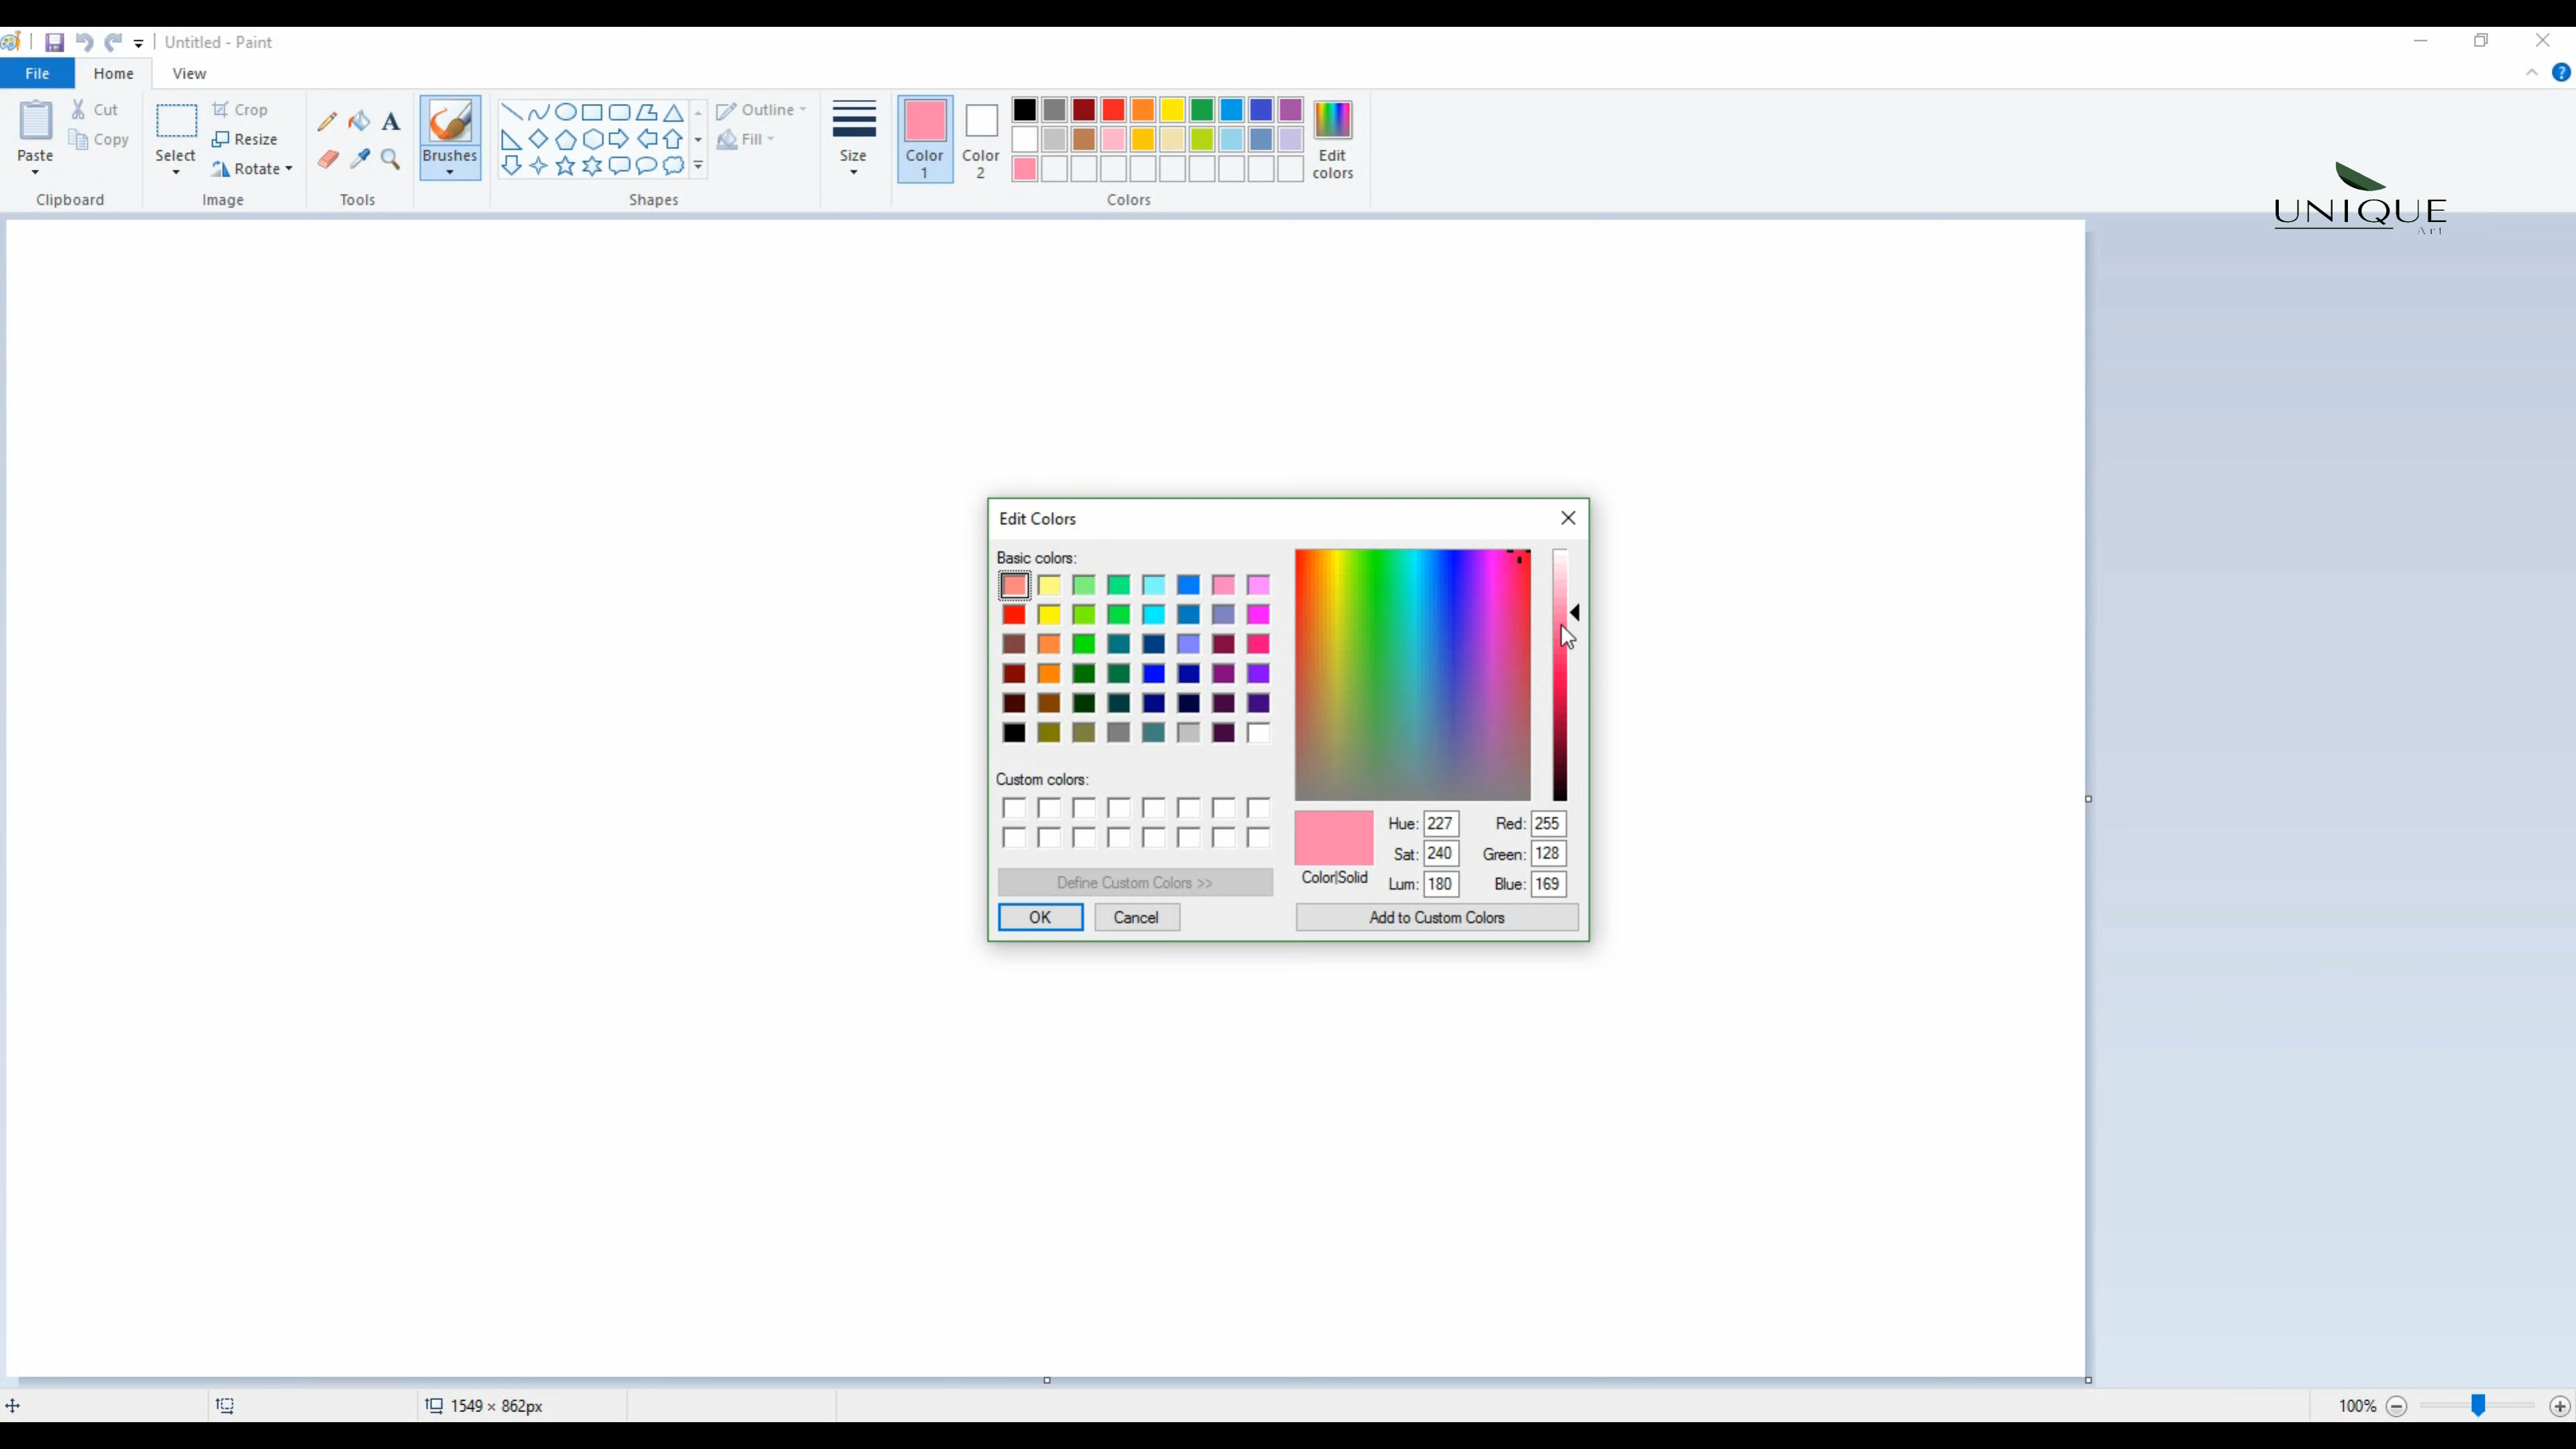 Untitled - Paint
File Home View
Paste
Cut
Copy
Clipboard
Select
Crop
Resize
Rotate
Image
A
Tools
Brushes
Outline
Fill
Shapes
Size
Color 1
Color 2
Edit colors
Colors
UNIQUE
Art
Edit Colors
Basic colors:
Custom colors:
Define Custom Colors >>
OK Cancel
Color|Solid
Hue: 227 Red: 255
Sat: 240 Green: 128
Lum: 180 Blue: 169
Add to Custom Colors
1549 × 862px
100%